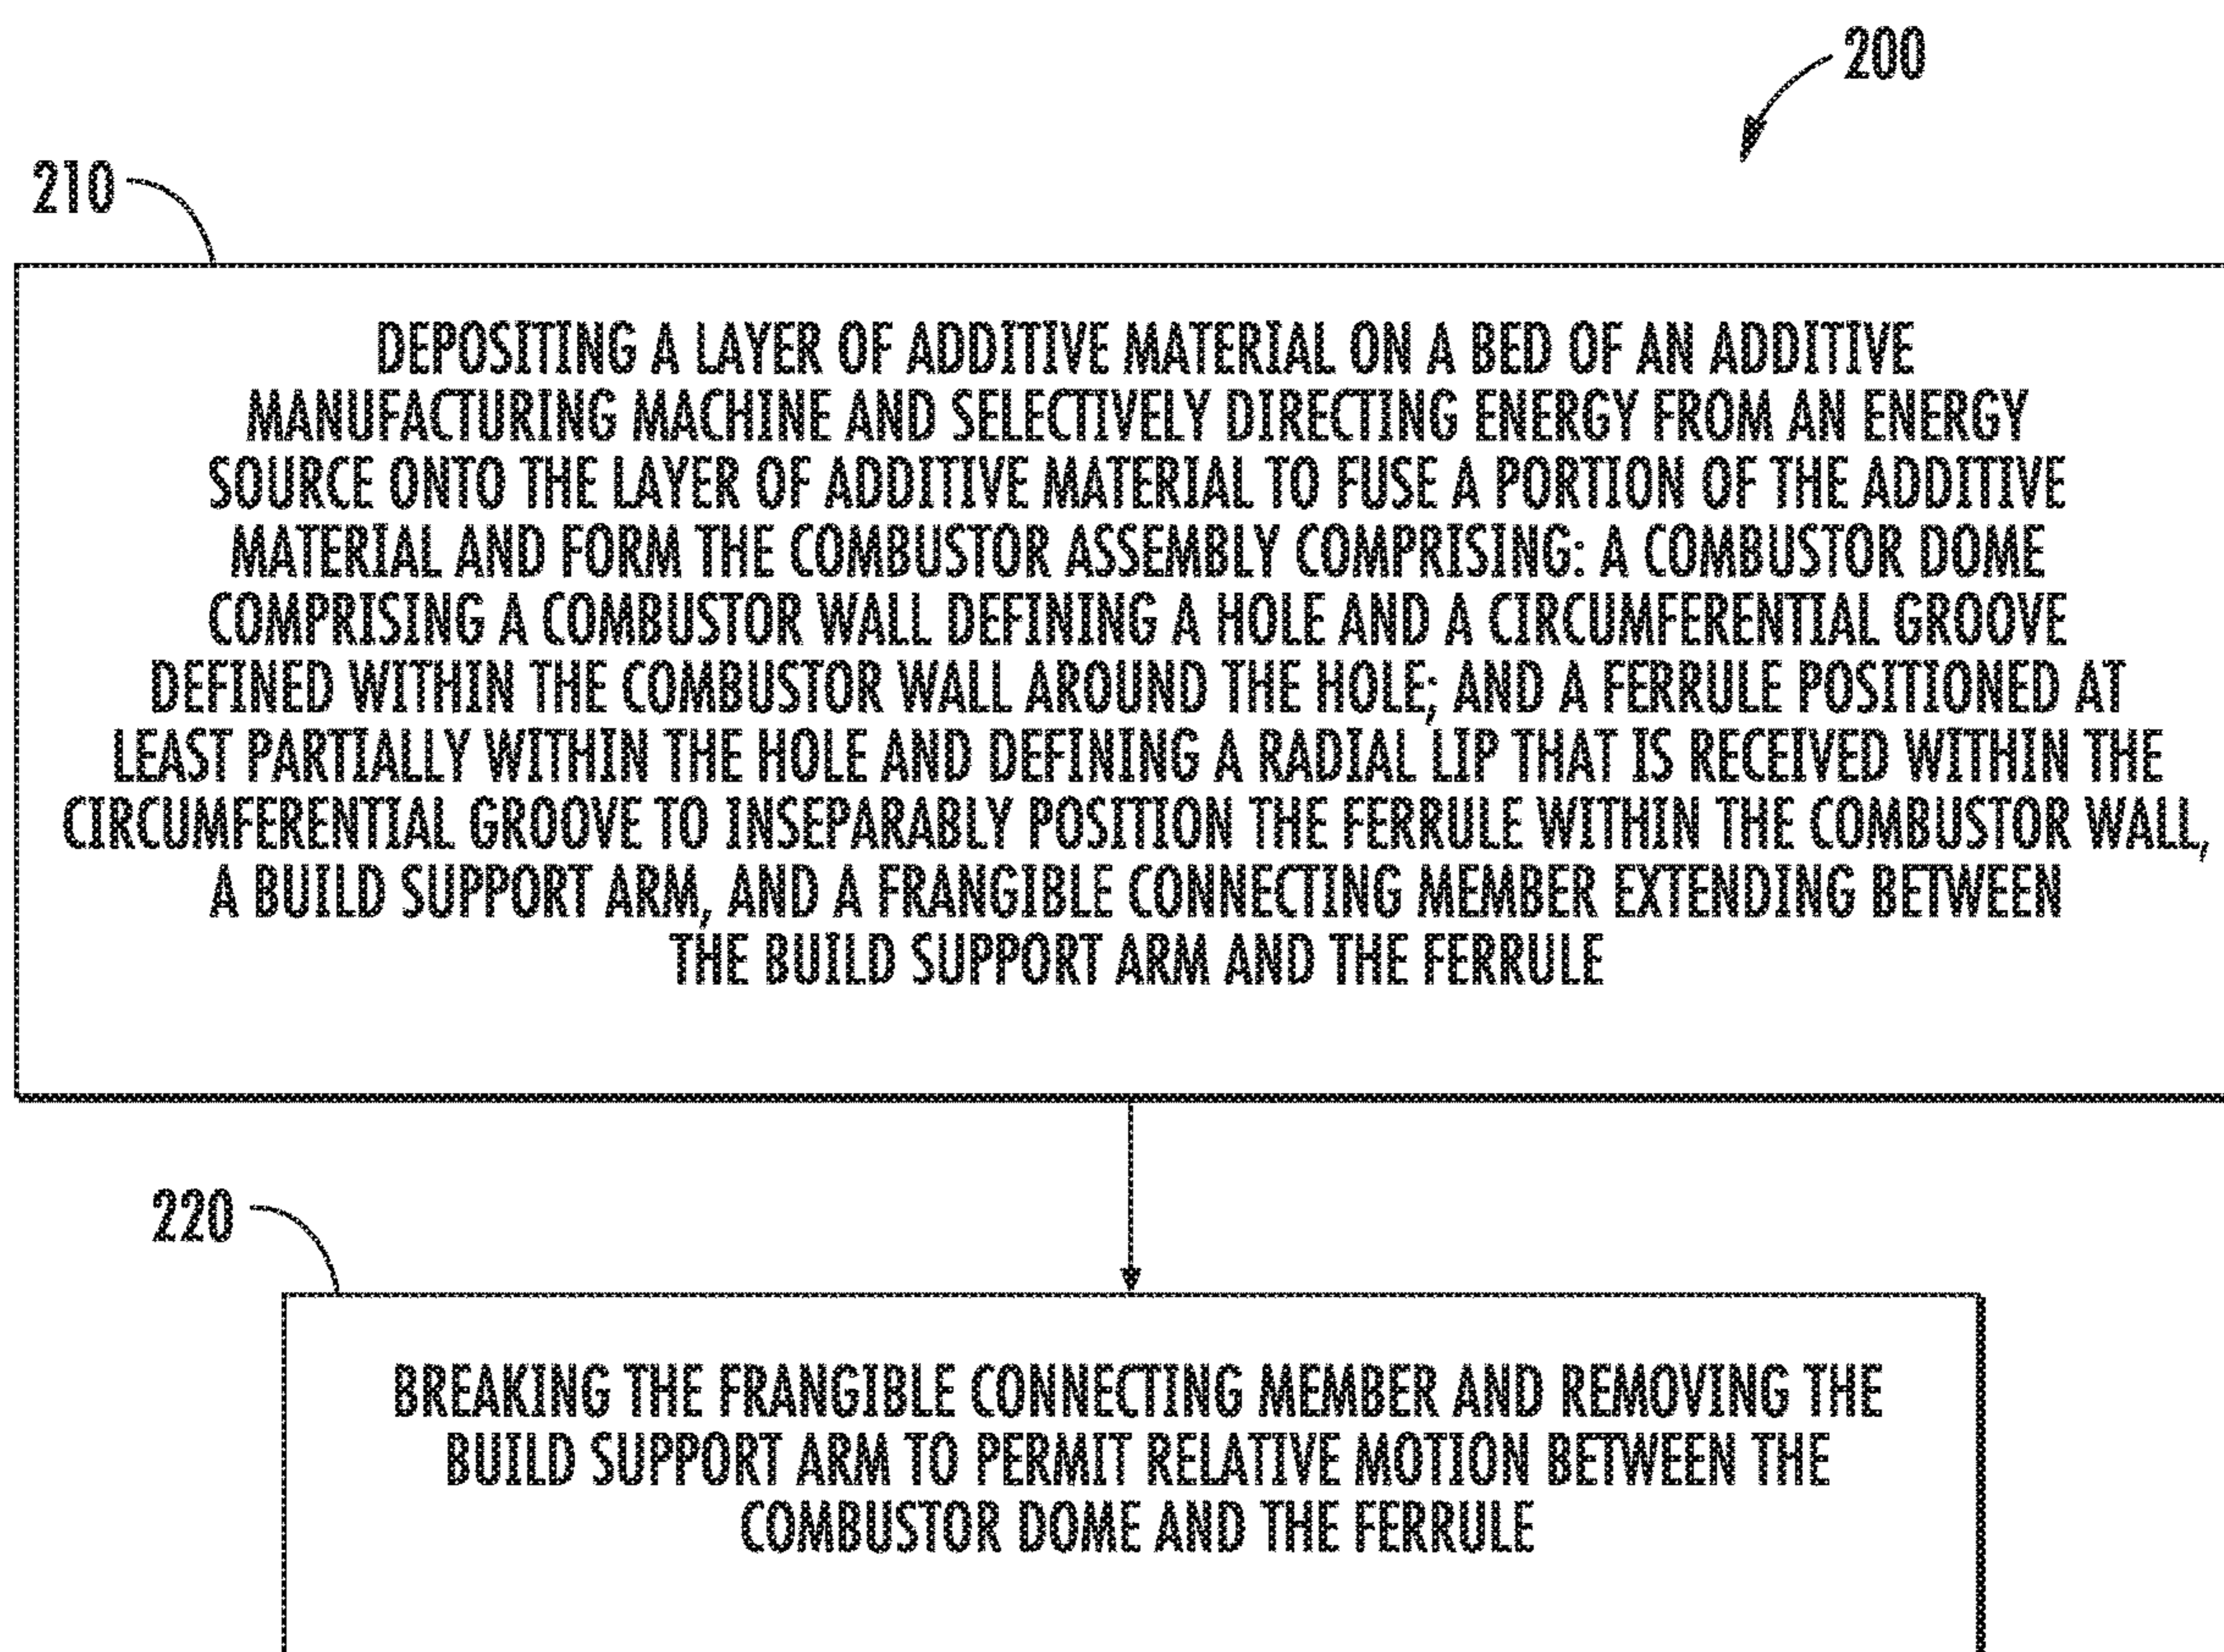 200
210
DEPOSITING A LAYER OF ADDITIVE MATERIAL ON A BED OF AN ADDITIVE
MANUFACTURING MACHINE AND SELECTIVELY DIRECTING ENERGY FROM AN ENERGY
SOURCE ONTO THE LAYER OF ADDITIVE MATERIAL TO FUSE A PORTION OF THE ADDITIVE
MATERIAL AND FORM THE COMBUSTOR ASSEMBLY COMPRISING: A COMBUSTOR DOME
COMPRISING A COMBUSTOR WALL DEFINING A HOLE AND A CIRCUMFERENTIAL GROOVE
DEFINED WITHIN THE COMBUSTOR WALL AROUND THE HOLE; AND A FERRULE POSITIONED AT
LEAST PARTIALLY WITHIN THE HOLE AND DEFINING A RADIAL LIP THAT IS RECEIVED WITHIN THE
CIRCUMFERENTIAL GROOVE TO INSEPARABLY POSITION THE FERRULE WITHIN THE COMBUSTOR WALL,
A BUILD SUPPORT ARM, AND A FRANGIBLE CONNECTING MEMBER EXTENDING BETWEEN
THE BUILD SUPPORT ARM AND THE FERRULE
220
BREAKING THE FRANGIBLE CONNECTING MEMBER AND REMOVING THE
BUILD SUPPORT ARM TO PERMIT RELATIVE MOTION BETWEEN THE
COMBUSTOR DOME AND THE FERRULE